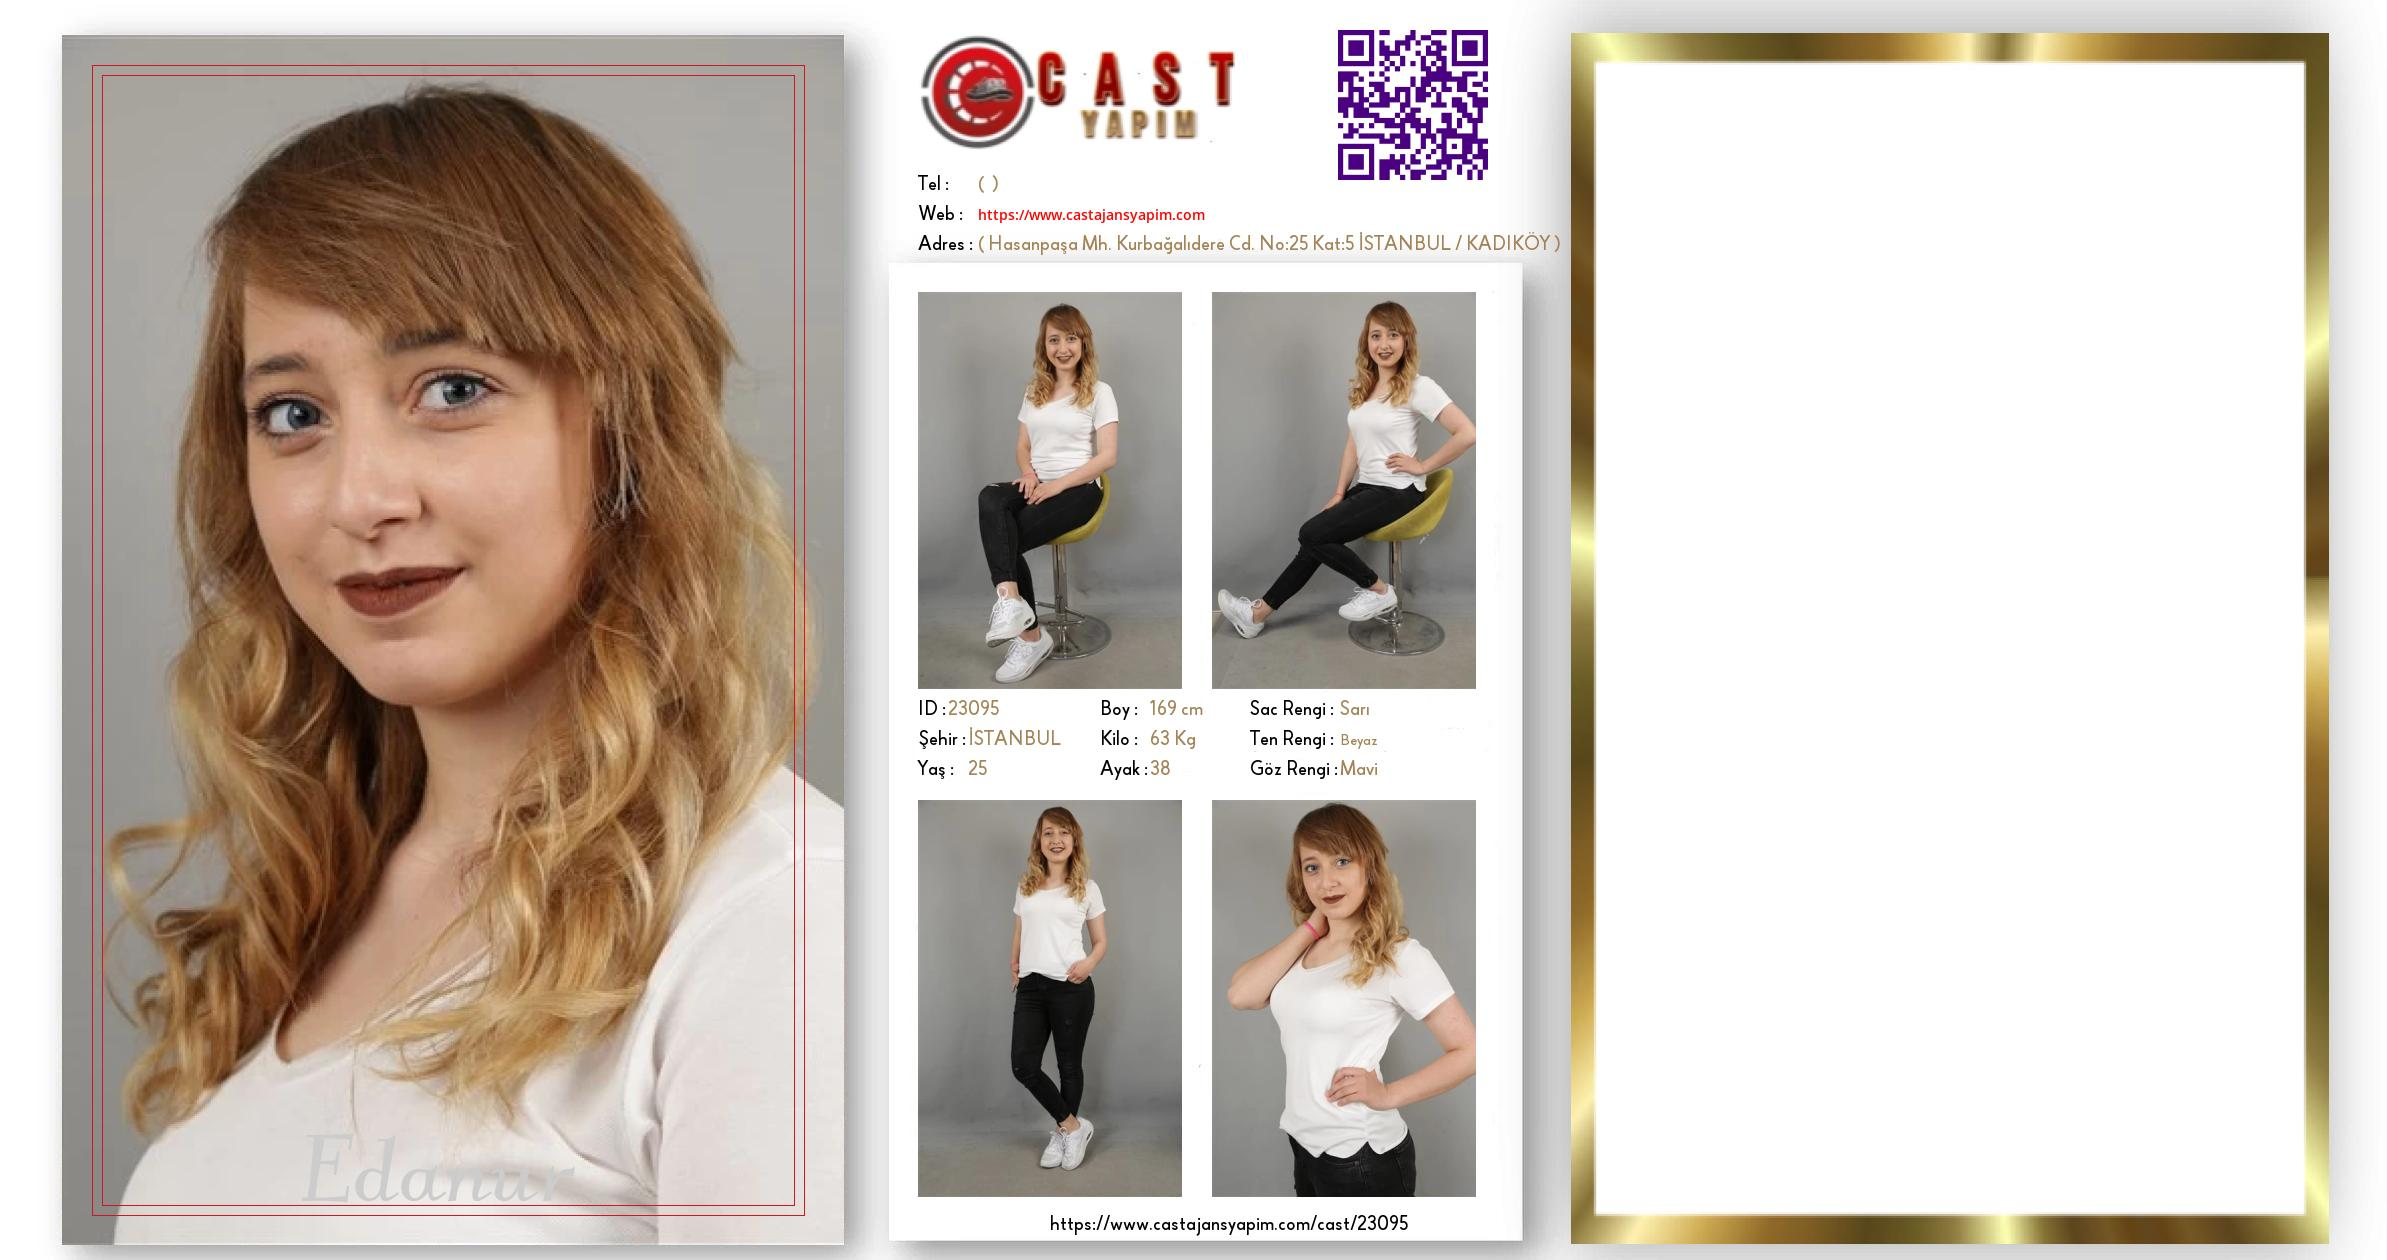 Edanur
CAST
YAPIM
Tel : ( )
Web : https://www.castajansyapim.com
Adres : ( Hasanpaşa Mh. Kurbağalıdere Cd. No:25 Kat:5 İSTANBUL / KADIKÖY )
ID : 23095 Boy : 169 cm Sac Rengi : Sarı
Şehir : İSTANBUL Kilo : 63 Kg Ten Rengi : Beyaz
Yaş : 25 Ayak : 38 Göz Rengi : Mavi
https://www.castajansyapim.com/cast/23095